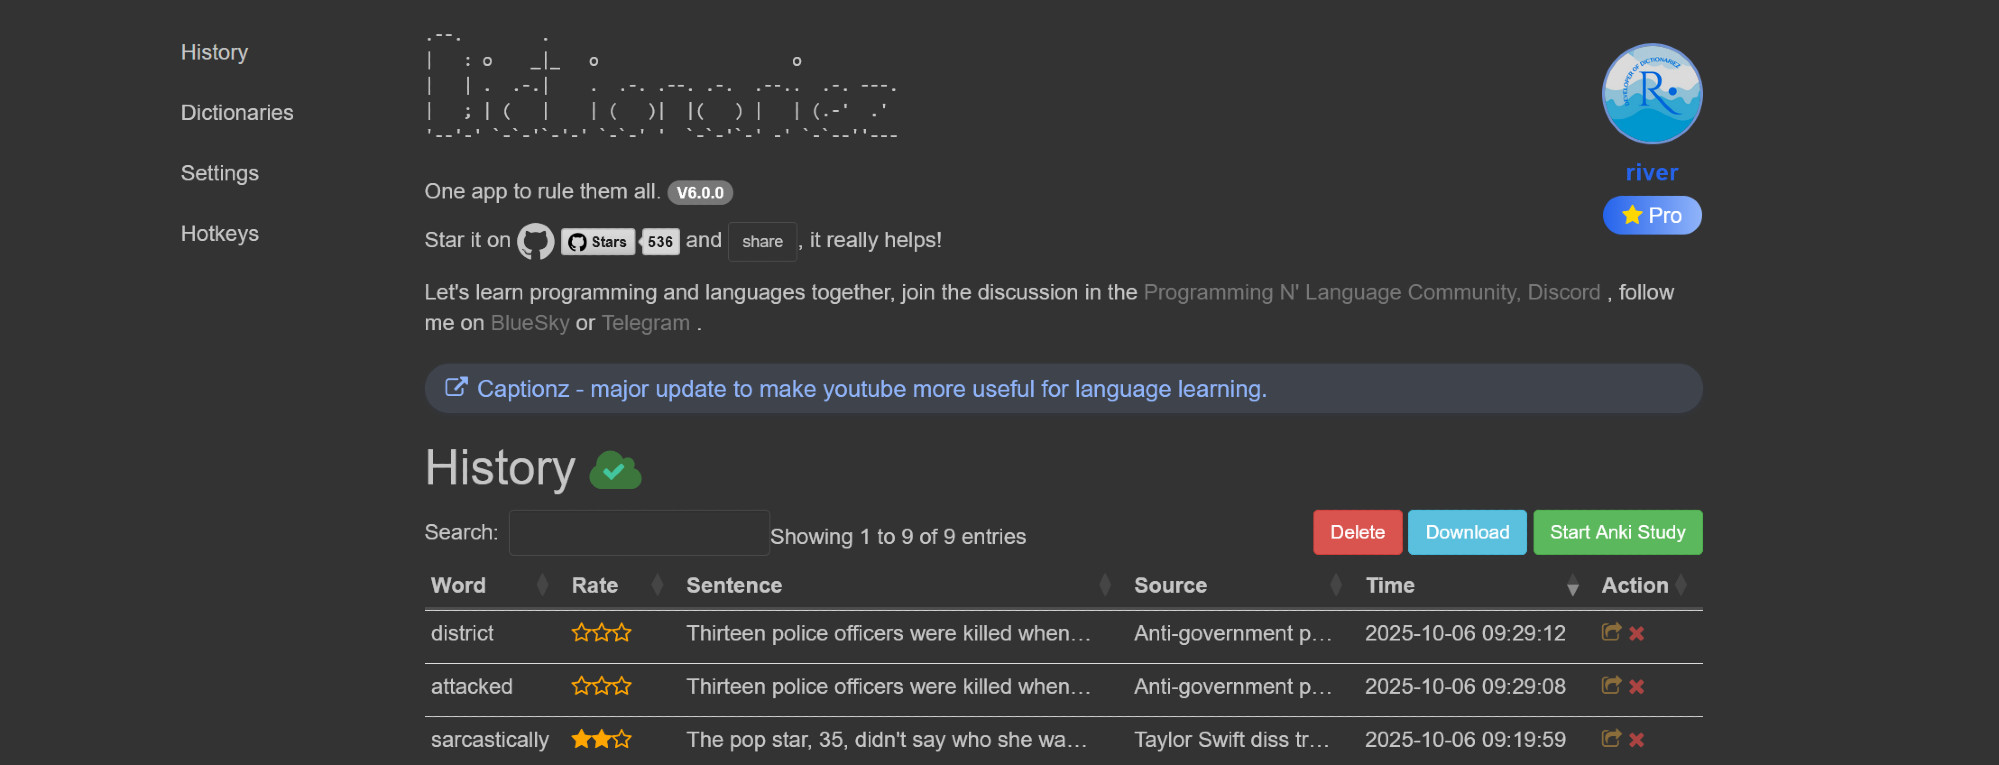 History
Dictionaries
Settings
Hotkeys
One app to rule them all. V6.0.0
Star it on Stars 536 and share , it really helps!
Let's learn programming and languages together, join the discussion in the Programming N' Language Community, Discord , follow
me on BlueSky or Telegram .
DEVELOPER OF DICTIONARIEZ
R
river
Pro
Captionz - major update to make youtube more useful for language learning.
History
Search: Showing 1 to 9 of 9 entries Delete Download Start Anki Study
Word Rate Sentence Source Time Action
district Thirteen police officers were killed when… Anti-government p… 2025-10-06 09:29:12
attacked Thirteen police officers were killed when… Anti-government p… 2025-10-06 09:29:08
sarcastically The pop star, 35, didn't say who she wa… Taylor Swift diss tr… 2025-10-06 09:19:59